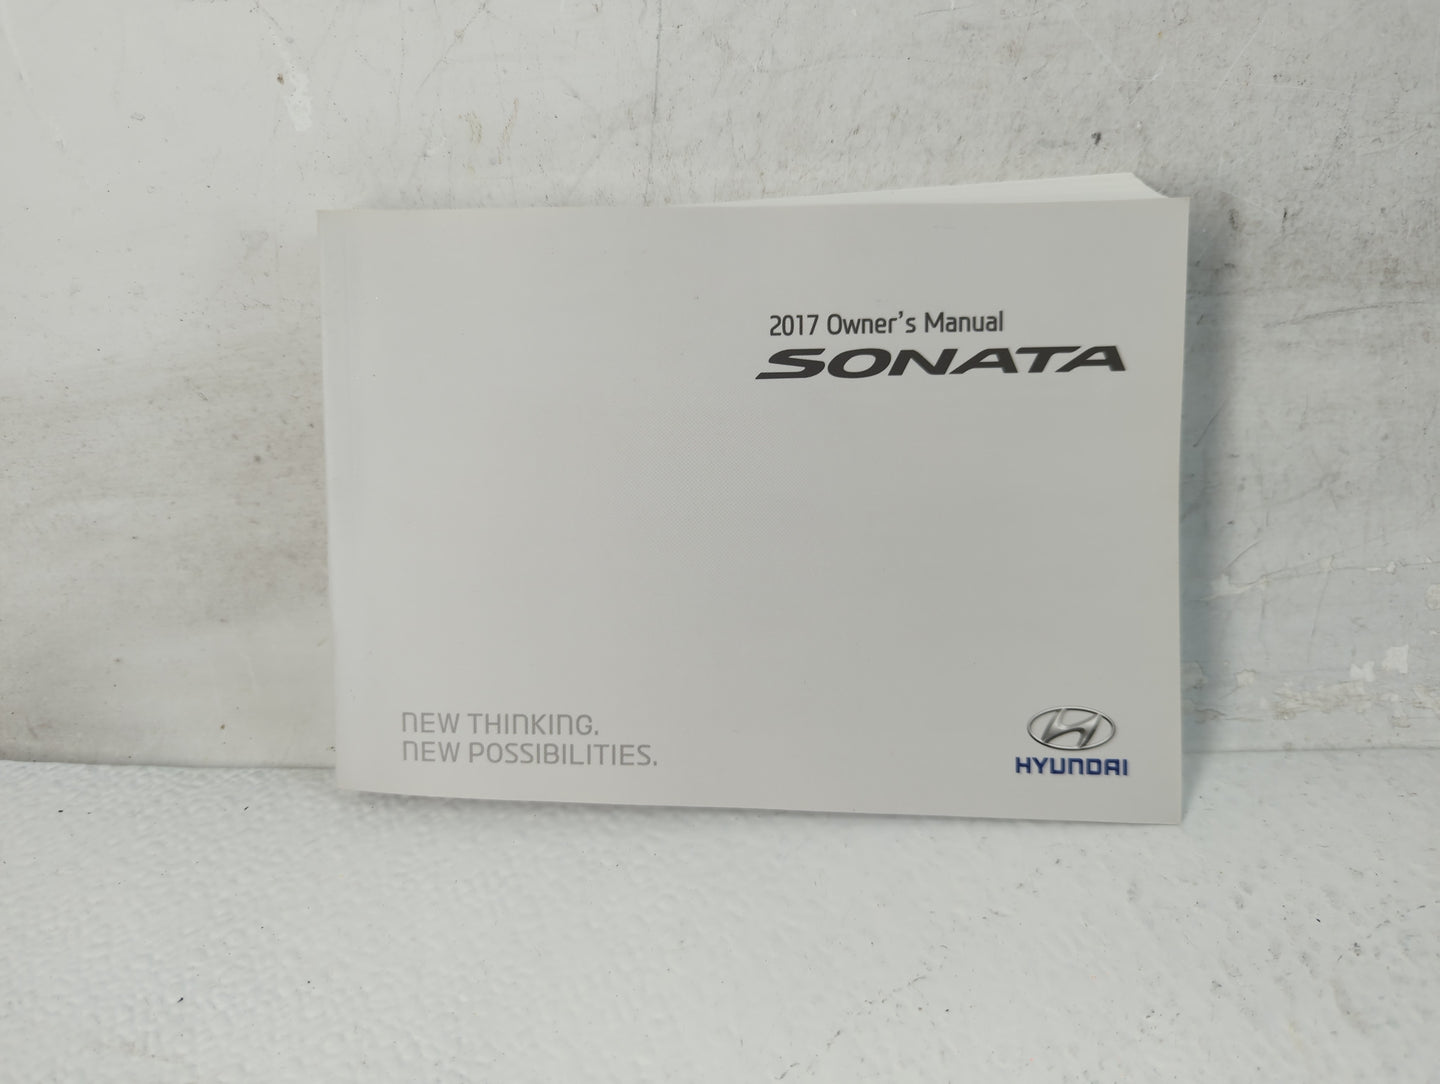 2017 Owner's Manual
SONATA
NEW THINKING.
NEW POSSIBILITIES.
HYUNDAI